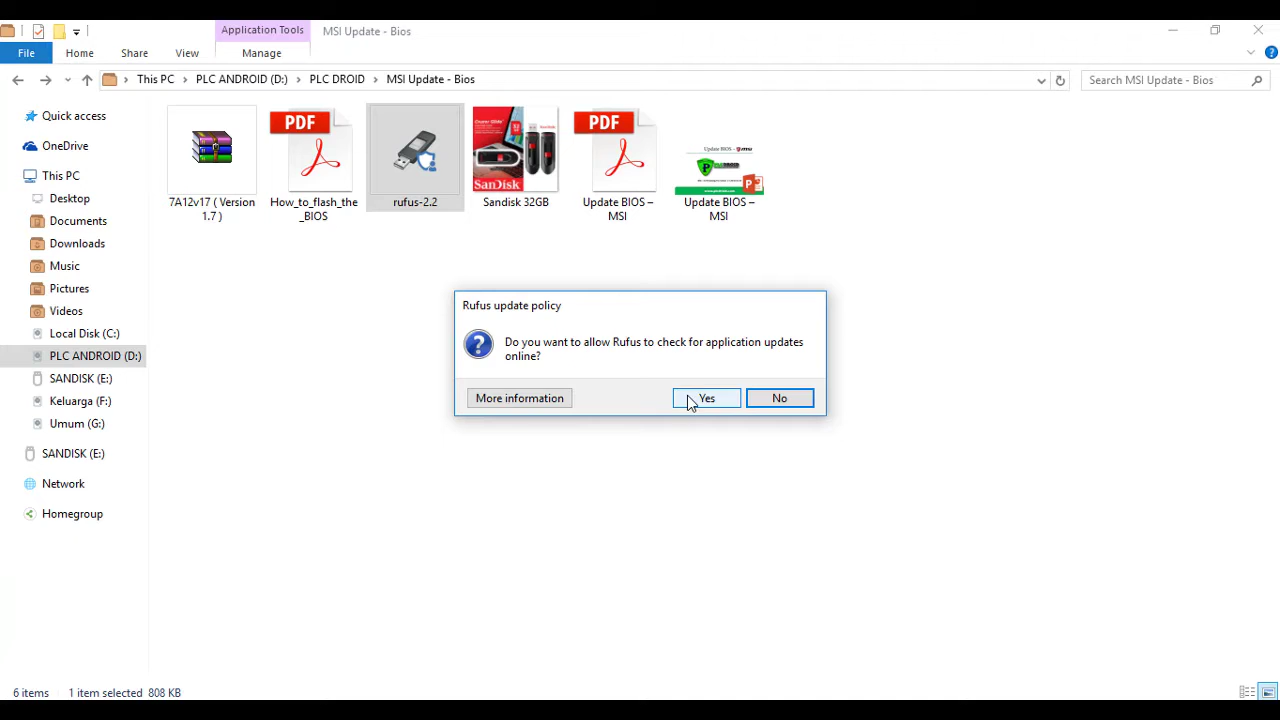 Application Tools
MSI Update - Bios
File
Home
Share
View
Manage
This PC
PLC ANDROID (D:)
PLC DROID
MSI Update - Bios
Search MSI Update - Bios
Quick access
OneDrive
This PC
Desktop
Documents
Downloads
Music
Pictures
Videos
Local Disk (C:)
PLC ANDROID (D:)
SANDISK (E:)
Keluarga (F:)
Umum (G:)
SANDISK (E:)
Network
Homegroup
7A12v17 ( Version
1.7 )
PDF
How_to_flash_the
_BIOS
rufus-2.2
SanDisk
Sandisk 32GB
PDF
Update BIOS –
MSI
Update BIOS -
Update BIOS –
MSI
Rufus update policy
Do you want to allow Rufus to check for application updates
online?
More information
Yes
No
6 items
1 item selected 808 KB